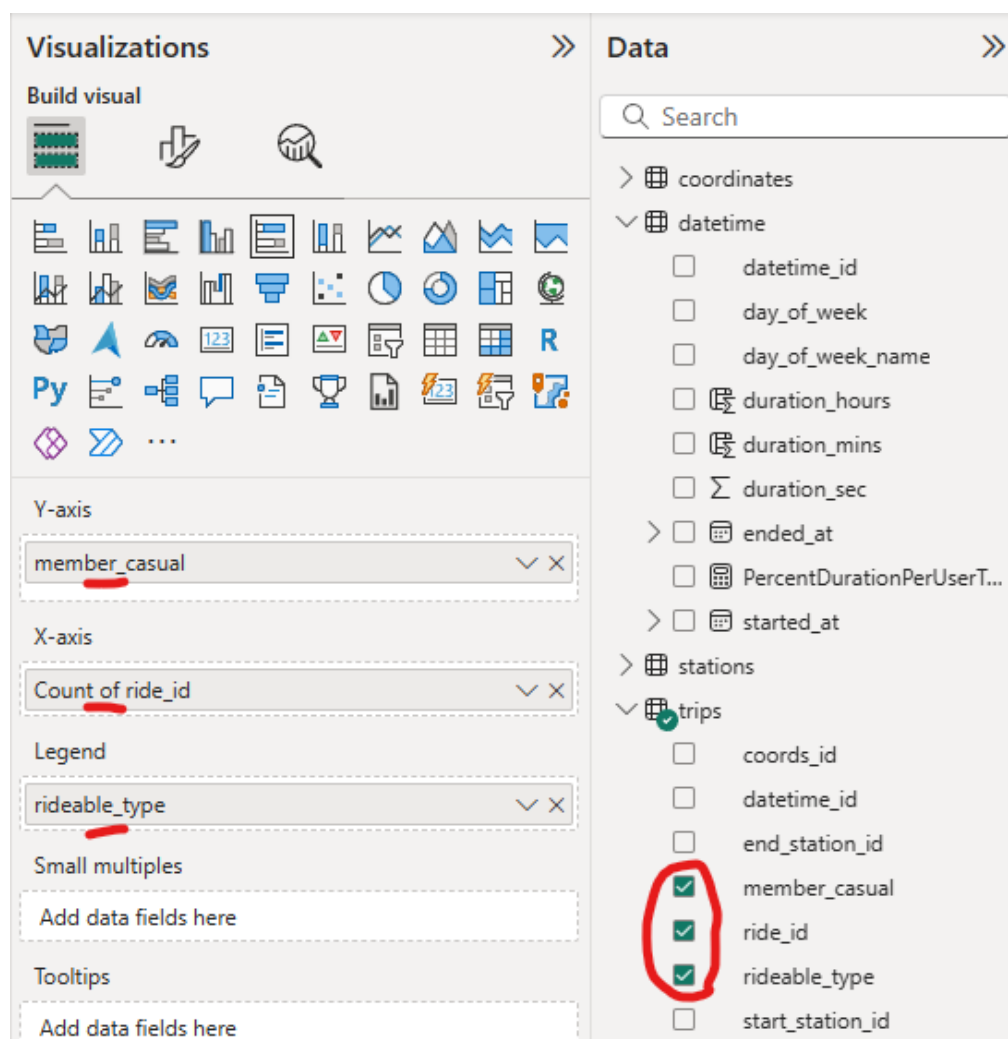 Visualizations
Build visual
123
R
Py
123
...
Y-axis
member_casual
X-axis
Count of ride_id
Legend
rideable_type
Small multiples
Add data fields here
Tooltips
Add data fields here
Data
Search
coordinates
datetime
datetime_id
day_of_week
day_of_week_name
duration_hours
duration_mins
duration_sec
ended_at
PercentDurationPerUserT...
started_at
stations
trips
coords_id
datetime_id
end_station_id
member_casual
ride_id
rideable_type
start_station_id